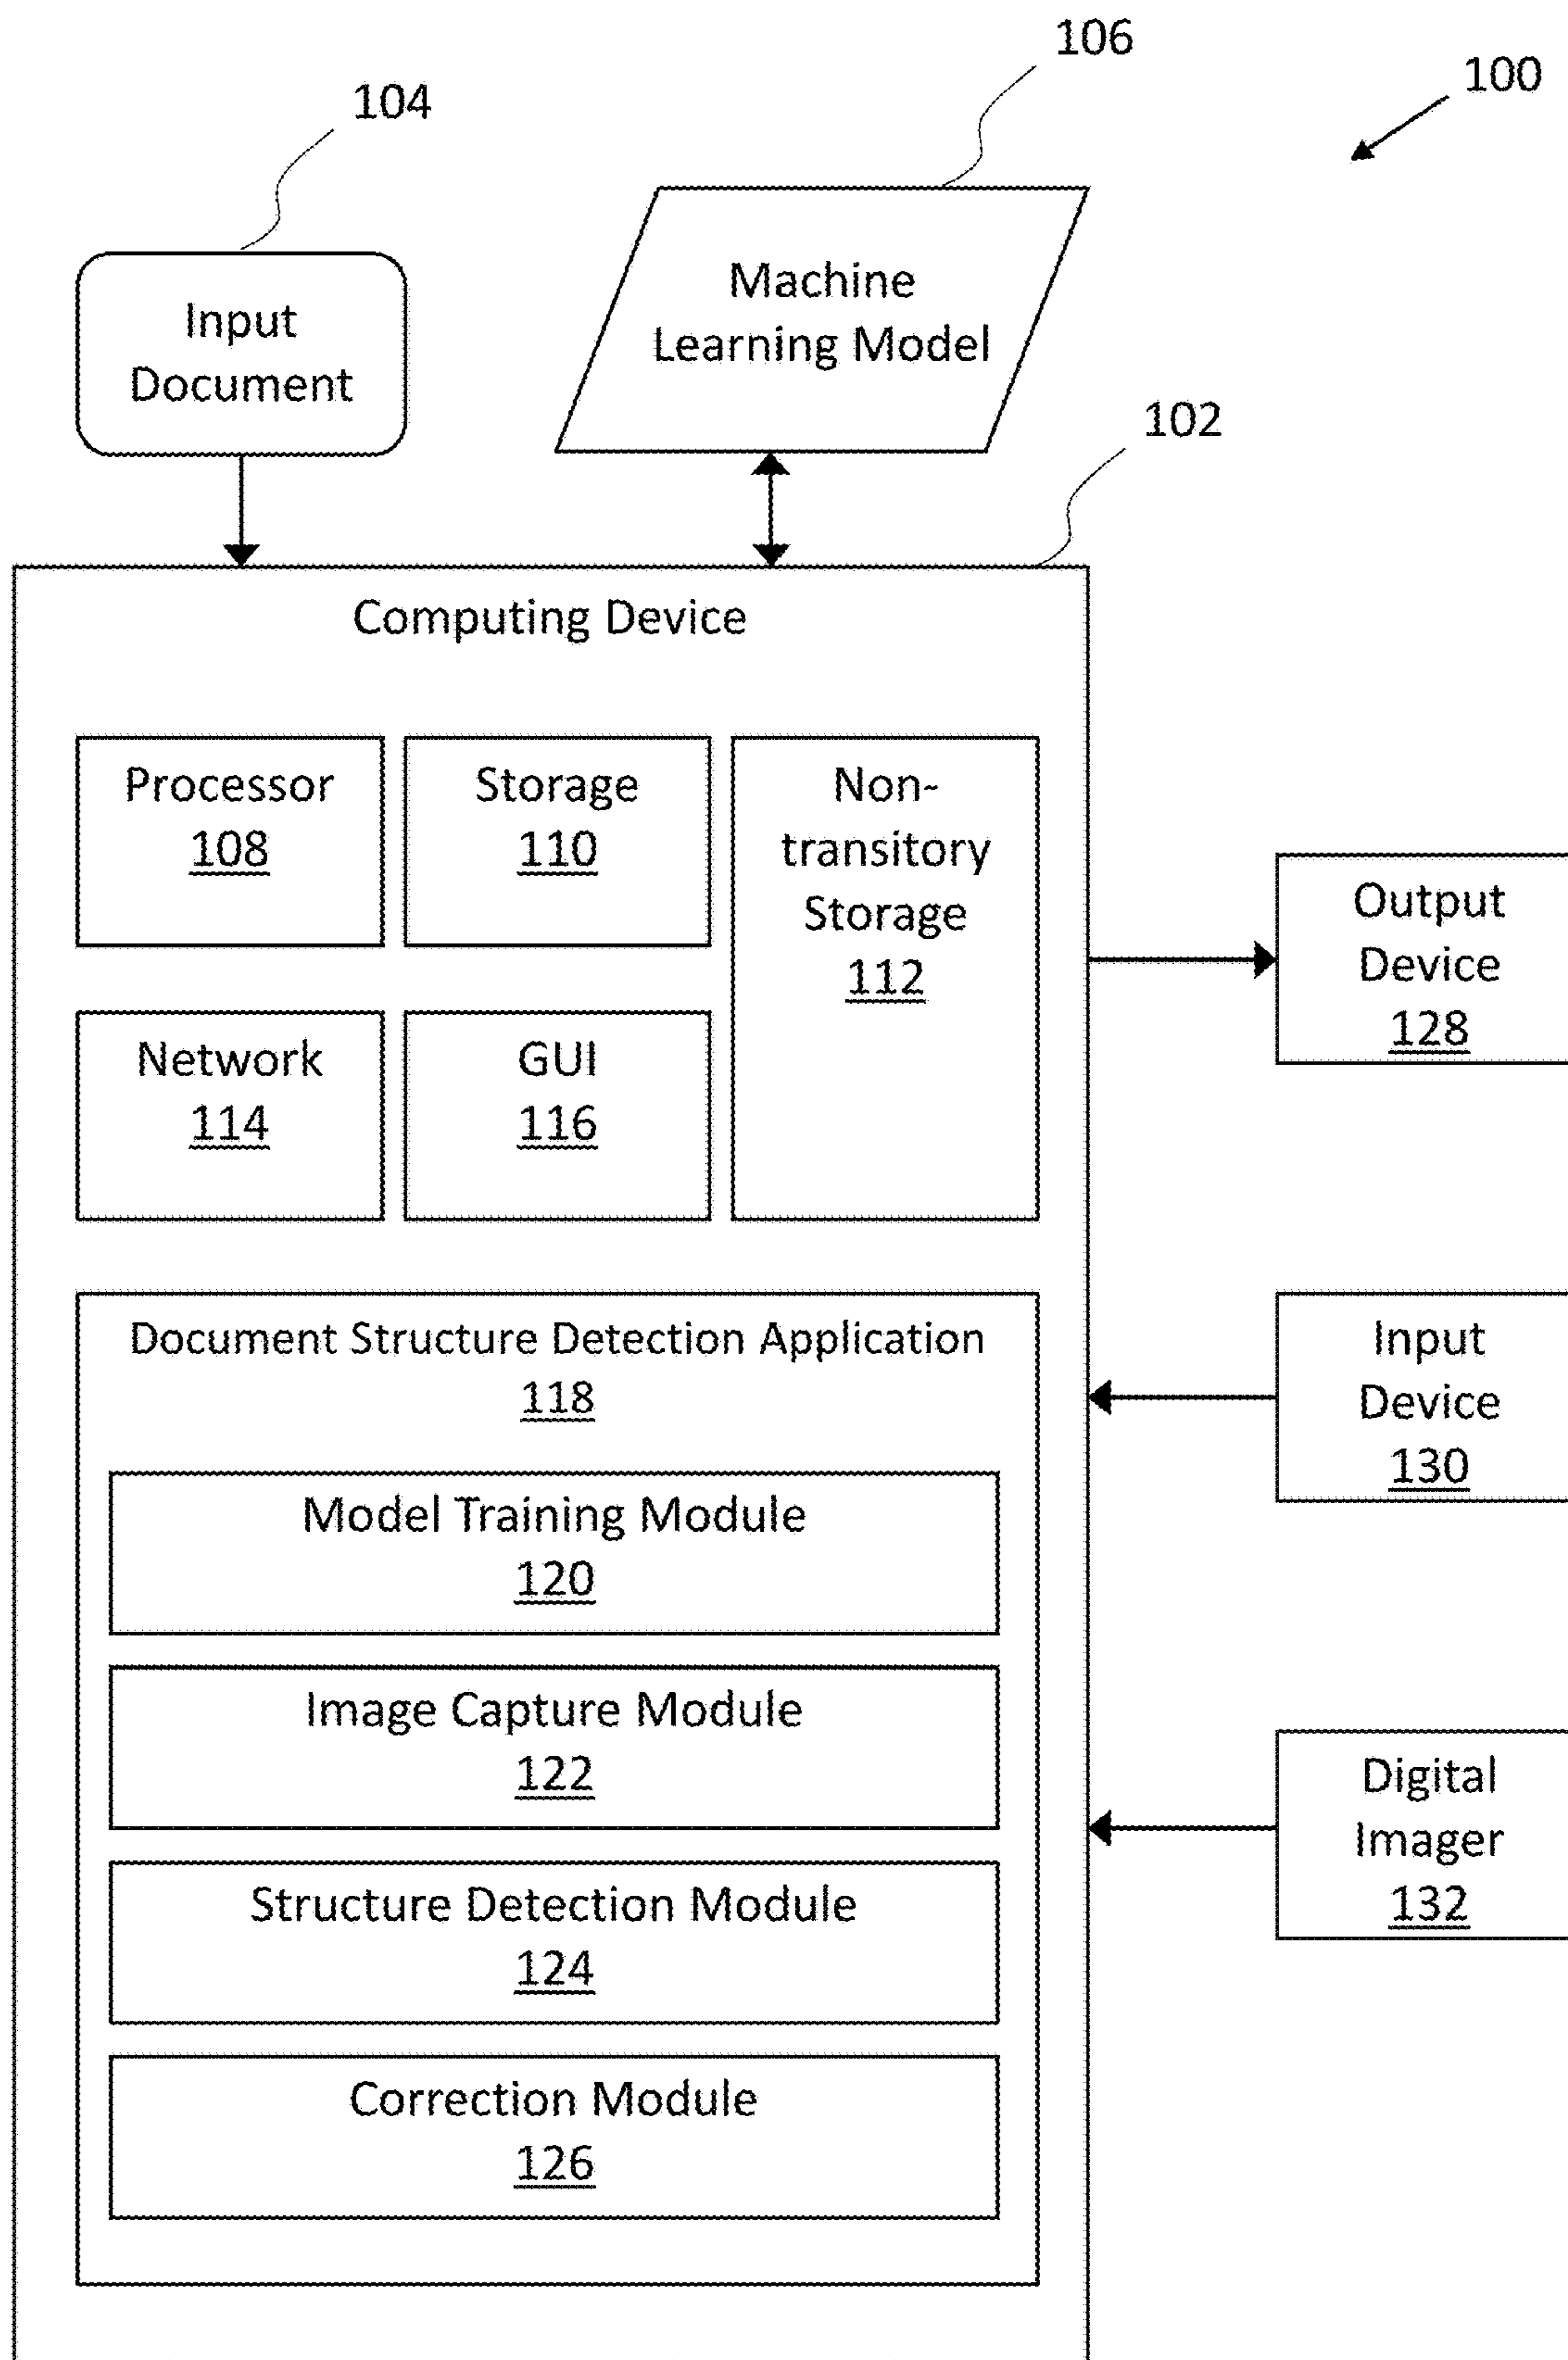 106
100
104
Machine
Learning Model
Input
Document
102
Computing Device
Processor
108
Storage
110
Non-
transitory
Storage
112
Network
114
GUI
116
Output
Device
128
Document Structure Detection Application
118
Input
Device
130
Model Training Module
120
Image Capture Module
122
Digital
Imager
132
Structure Detection Module
124
Correction Module
126